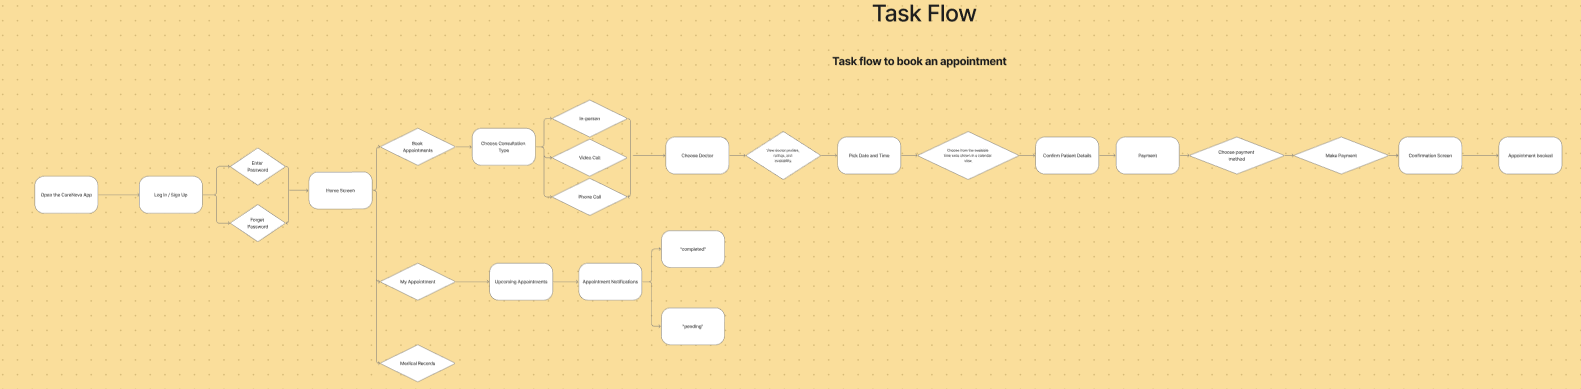 Task Flow
Task flow to book an appointment
Open the CureNova App
Log In / Sign Up
Enter
Password
Forget
Password
Home Screen
Book
Appointments
Choose Consultation
Type
In-person
Video Call
Phone Call
Choose Doctor
View doctor profiles,
ratings, and
availability.
Pick Date and Time
Choose from the available
time slots shown in a calendar
view.
Confirm Patient Details
Payment
Choose payment
method
Make Payment
Confirmation Screen
Appointment booked
My Appointment
Upcoming Appointments
Appointment Notifications
"completed"
"pending"
Medical Records